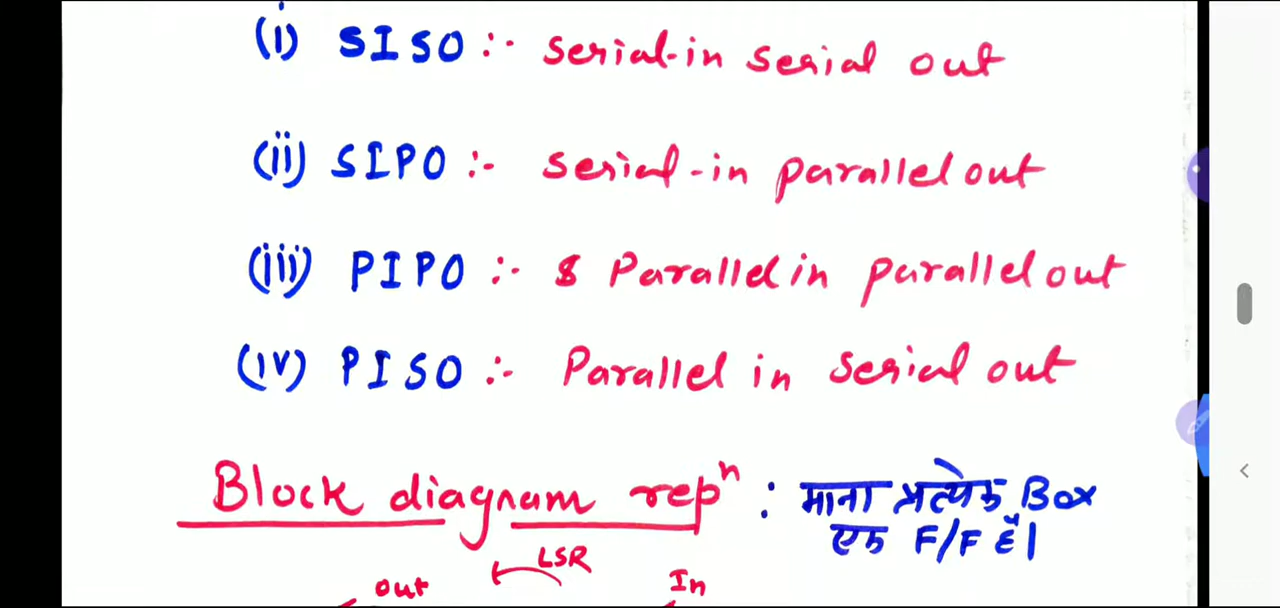 (i) SISO :- serial-in serial out
(ii) SIPO :- serial-in parallel out
(iii) PIPO :- Parallel in parallel out
(iv) PISO :- Parallel in serial out
Block diagram repⁿ : माना प्रत्येक Box
एक F/F है।
LSR
out In